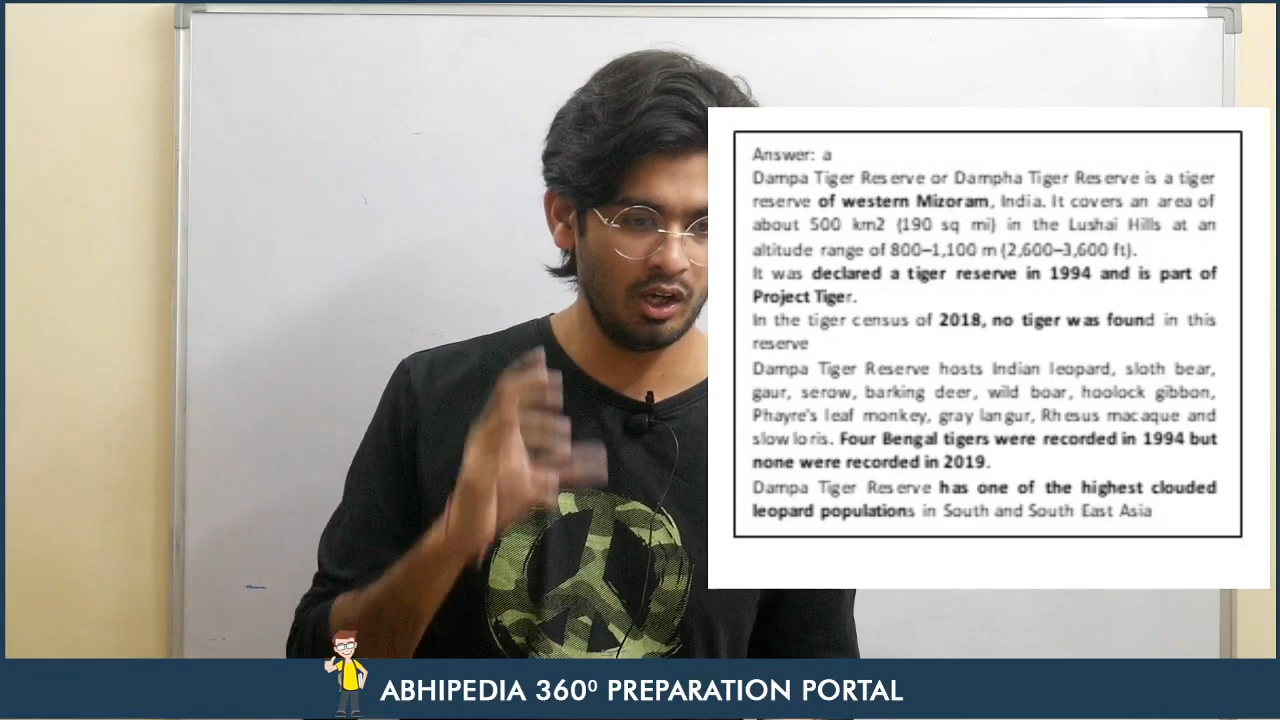 Answer: a
Dampa Tiger Reserve or Dampha Tiger Reserve is a tiger
reserve of western Mizoram, India. It covers an area of
about 500 km2 (190 sq mi) in the Lushai Hills at an
altitude range of 800–1,100 m (2,600–3,600 ft).
It was declared a tiger reserve in 1994 and is part of
Project Tiger.
In the tiger census of 2018, no tiger was found in this
reserve
Dampa Tiger Reserve hosts Indian leopard, sloth bear,
gaur, serow, barking deer, wild boar, hoolock gibbon,
Phayre's leaf monkey, gray langur, Rhesus macaque and
slow loris. Four Bengal tigers were recorded in 1994 but
none were recorded in 2019.
Dampa Tiger Reserve has one of the highest clouded
leopard populations in South and South East Asia
ABHIPEDIA 360⁰ PREPARATION PORTAL